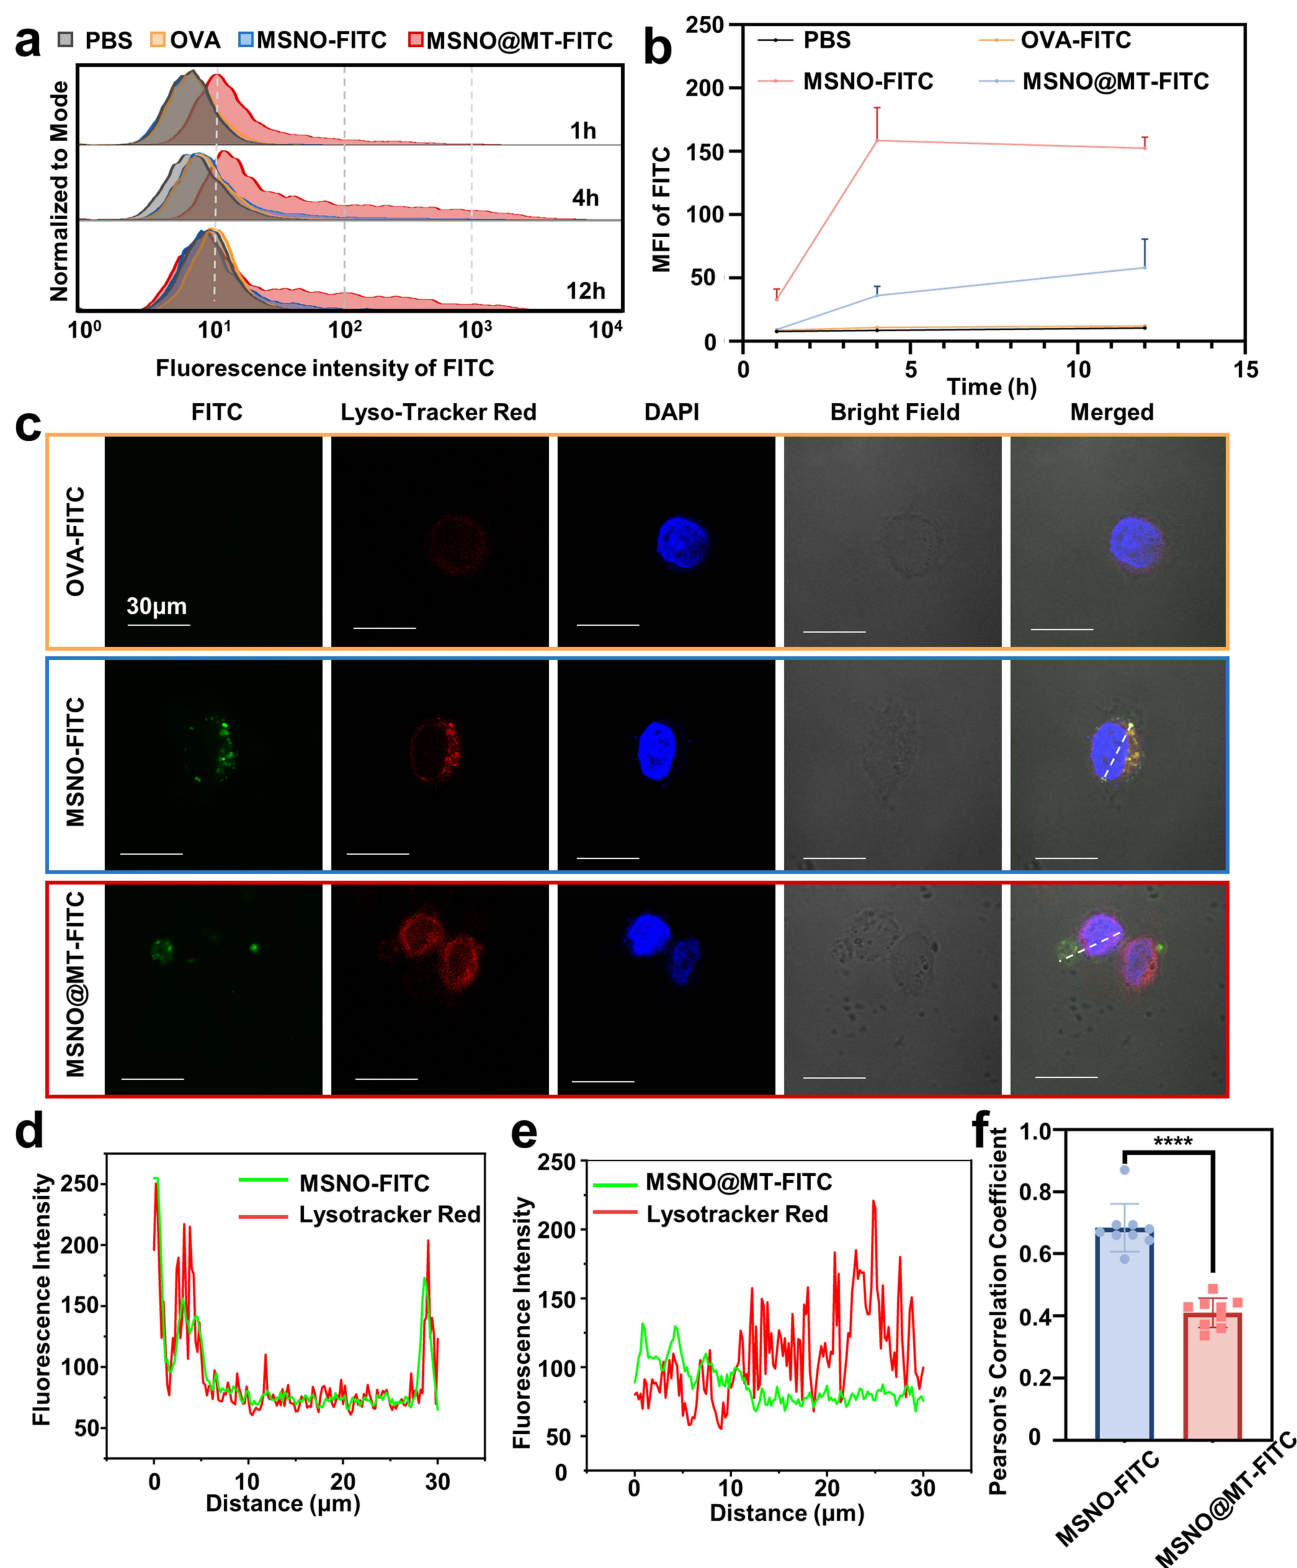 a
PBS OVA MSNO-FITC MSNO@MT-FITC
Normalized to Mode
1h
4h
12h
10⁰ 10¹ 10² 10³ 10⁴
Fluorescence intensity of FITC
b
PBS OVA-FITC
MSNO-FITC MSNO@MT-FITC
MFI of FITC
250
200
150
100
50
0
0 5 10 15
Time (h)
c
FITC Lyso-Tracker Red DAPI Bright Field Merged
OVA-FITC
30μm
MSNO-FITC
MSNO@MT-FITC
d
MSNO-FITC
Lysotracker Red
Fluorescence Intensity
250
200
150
100
50
0 10 20 30
Distance (μm)
e
MSNO@MT-FITC
Lysotracker Red
Fluorescence Intensity
250
200
150
100
50
0
0 10 20 30
Distance (μm)
f
****
Pearson's Correlation Coefficient
1.0
0.8
0.6
0.4
0.2
0
MSNO-FITC
MSNO@MT-FITC